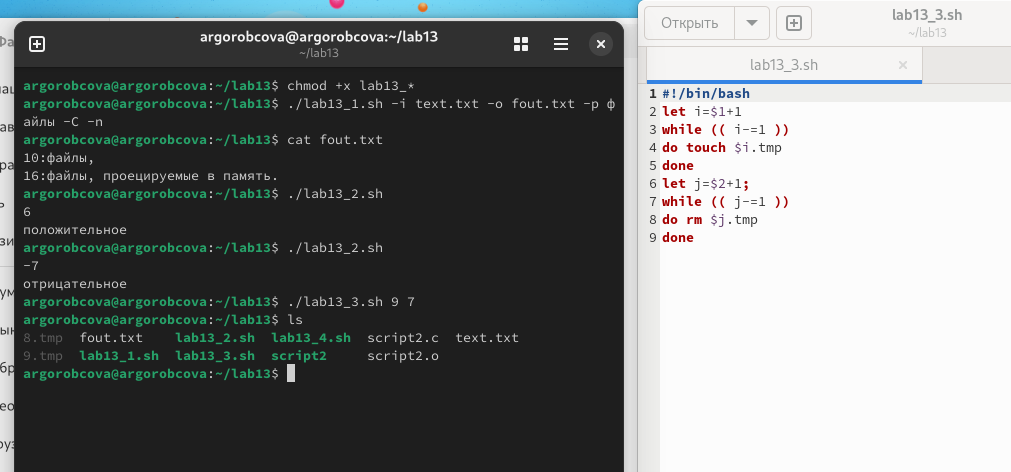 argorobcova@argorobcova:~/lab13
~/lab13
argorobcova@argorobcova:~/lab13$ chmod +x lab13_*
argorobcova@argorobcova:~/lab13$ ./lab13_1.sh -i text.txt -o fout.txt -p ф
айлы -C -n
argorobcova@argorobcova:~/lab13$ cat fout.txt
10:файлы,
16:файлы, проецируемые в память.
argorobcova@argorobcova:~/lab13$ ./lab13_2.sh
6
положительное
argorobcova@argorobcova:~/lab13$ ./lab13_2.sh
-7
отрицательное
argorobcova@argorobcova:~/lab13$ ./lab13_3.sh 9 7
argorobcova@argorobcova:~/lab13$ ls
8.tmp fout.txt lab13_2.sh lab13_4.sh script2.c text.txt
9.tmp lab13_1.sh lab13_3.sh script2 script2.o
argorobcova@argorobcova:~/lab13$
Открыть
lab13_3.sh
~/lab13
lab13_3.sh
1 #!/bin/bash
2 let i=$1+1
3 while (( i-=1 ))
4 do touch $i.tmp
5 done
6 let j=$2+1;
7 while (( j-=1 ))
8 do rm $j.tmp
9 done